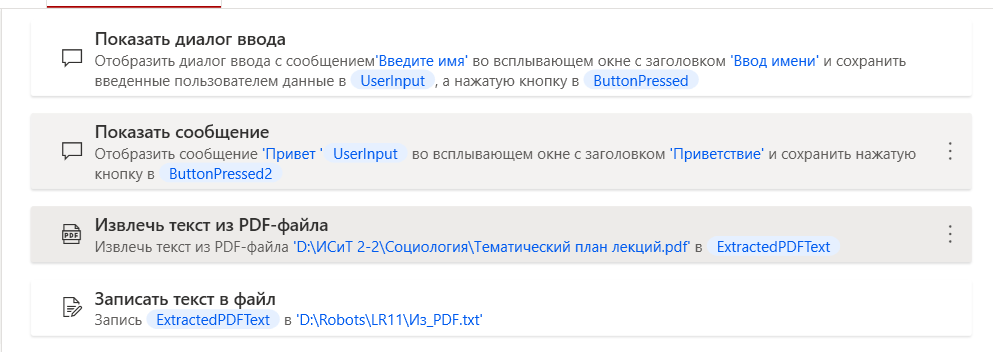 Показать диалог ввода
Отобразить диалог ввода с сообщением'Введите имя' во всплывающем окне с заголовком 'Ввод имени' и сохранить
введенные пользователем данные в UserInput , а нажатую кнопку в ButtonPressed
Показать сообщение
Отобразить сообщение 'Привет ' UserInput во всплывающем окне с заголовком 'Приветствие' и сохранить нажатую
кнопку в ButtonPressed2
Извлечь текст из PDF-файла
PDF
Извлечь текст из PDF-файла 'D:\ИСиТ 2-2\Социология\Тематический план лекций.pdf' в ExtractedPDFText
Записать текст в файл
Запись ExtractedPDFText в 'D:\Robots\LR11\Из_PDF.txt'